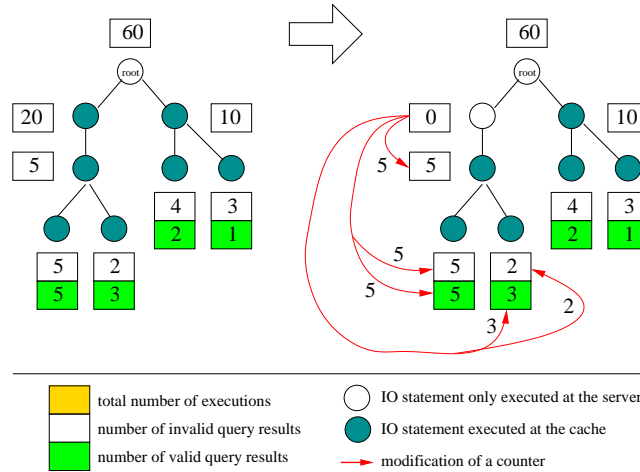 60 60
root root
20 10 0 10
5 5 5
4 3 4 3
2 1 2 1
5 2 5 5 2
5 3 5 5 3 2
3
total number of executions IO statement only executed at the server
number of invalid query results IO statement executed at the cache
number of valid query results modification of a counter